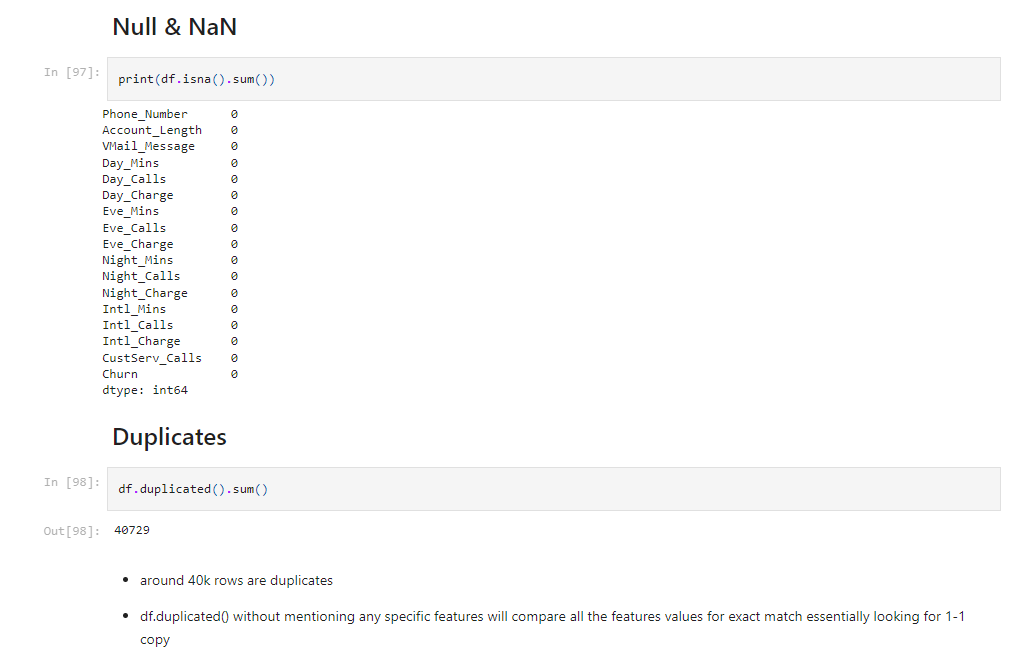 Null & NaN
In [97]:
print(df.isna().sum())
Phone_Number 0
Account_Length 0
VMail_Message 0
Day_Mins 0
Day_Calls 0
Day_Charge 0
Eve_Mins 0
Eve_Calls 0
Eve_Charge 0
Night_Mins 0
Night_Calls 0
Night_Charge 0
Intl_Mins 0
Intl_Calls 0
Intl_Charge 0
CustServ_Calls 0
Churn 0
dtype: int64
Duplicates
In [98]:
df.duplicated().sum()
Out[98]:
40729
• around 40k rows are duplicates
• df.duplicated() without mentioning any specific features will compare all the features values for exact match essentially looking for 1-1
copy